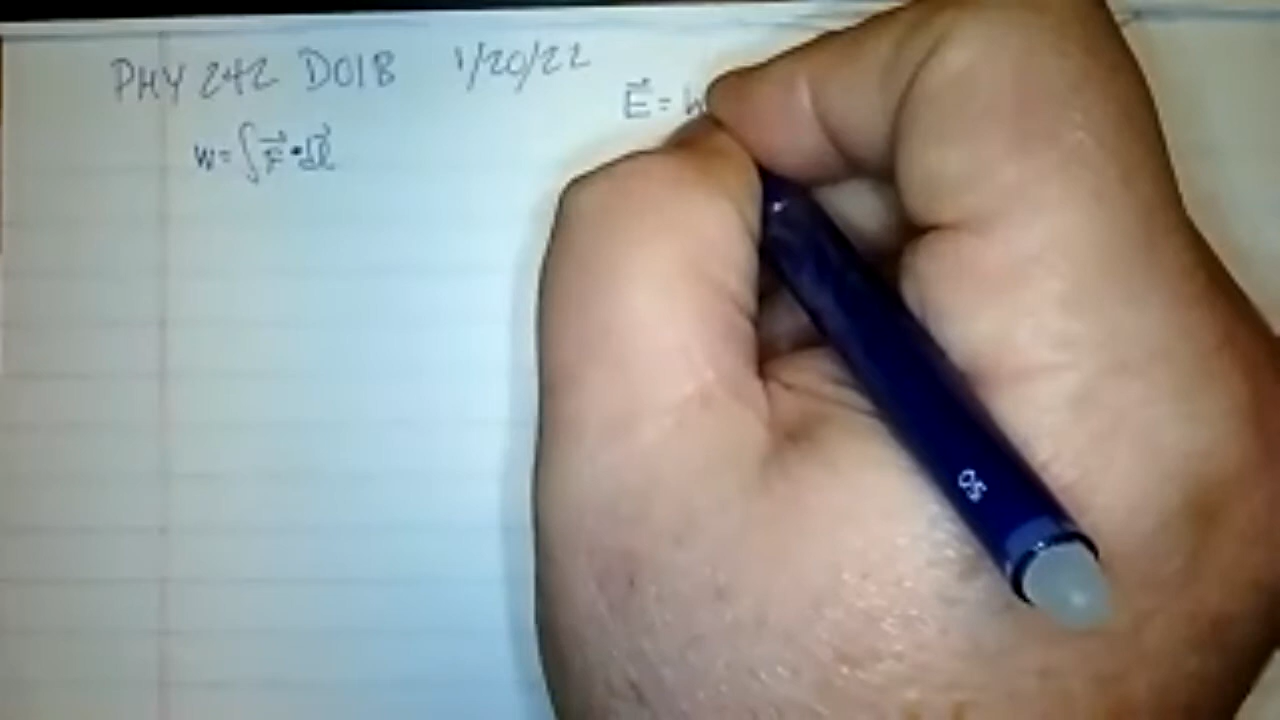 PHY 242 D01B 1/20/22
E⃗ =
W = ∫ F⃗ • dl⃗
05